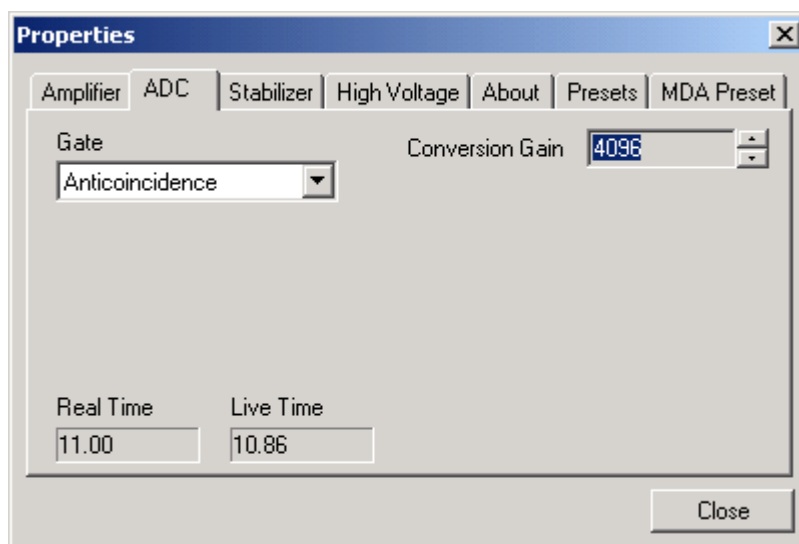 Properties
Amplifier ADC Stabilizer High Voltage About Presets MDA Preset
Gate
Conversion Gain 4096
Anticoincidence
Real Time Live Time
11.00 10.86
Close